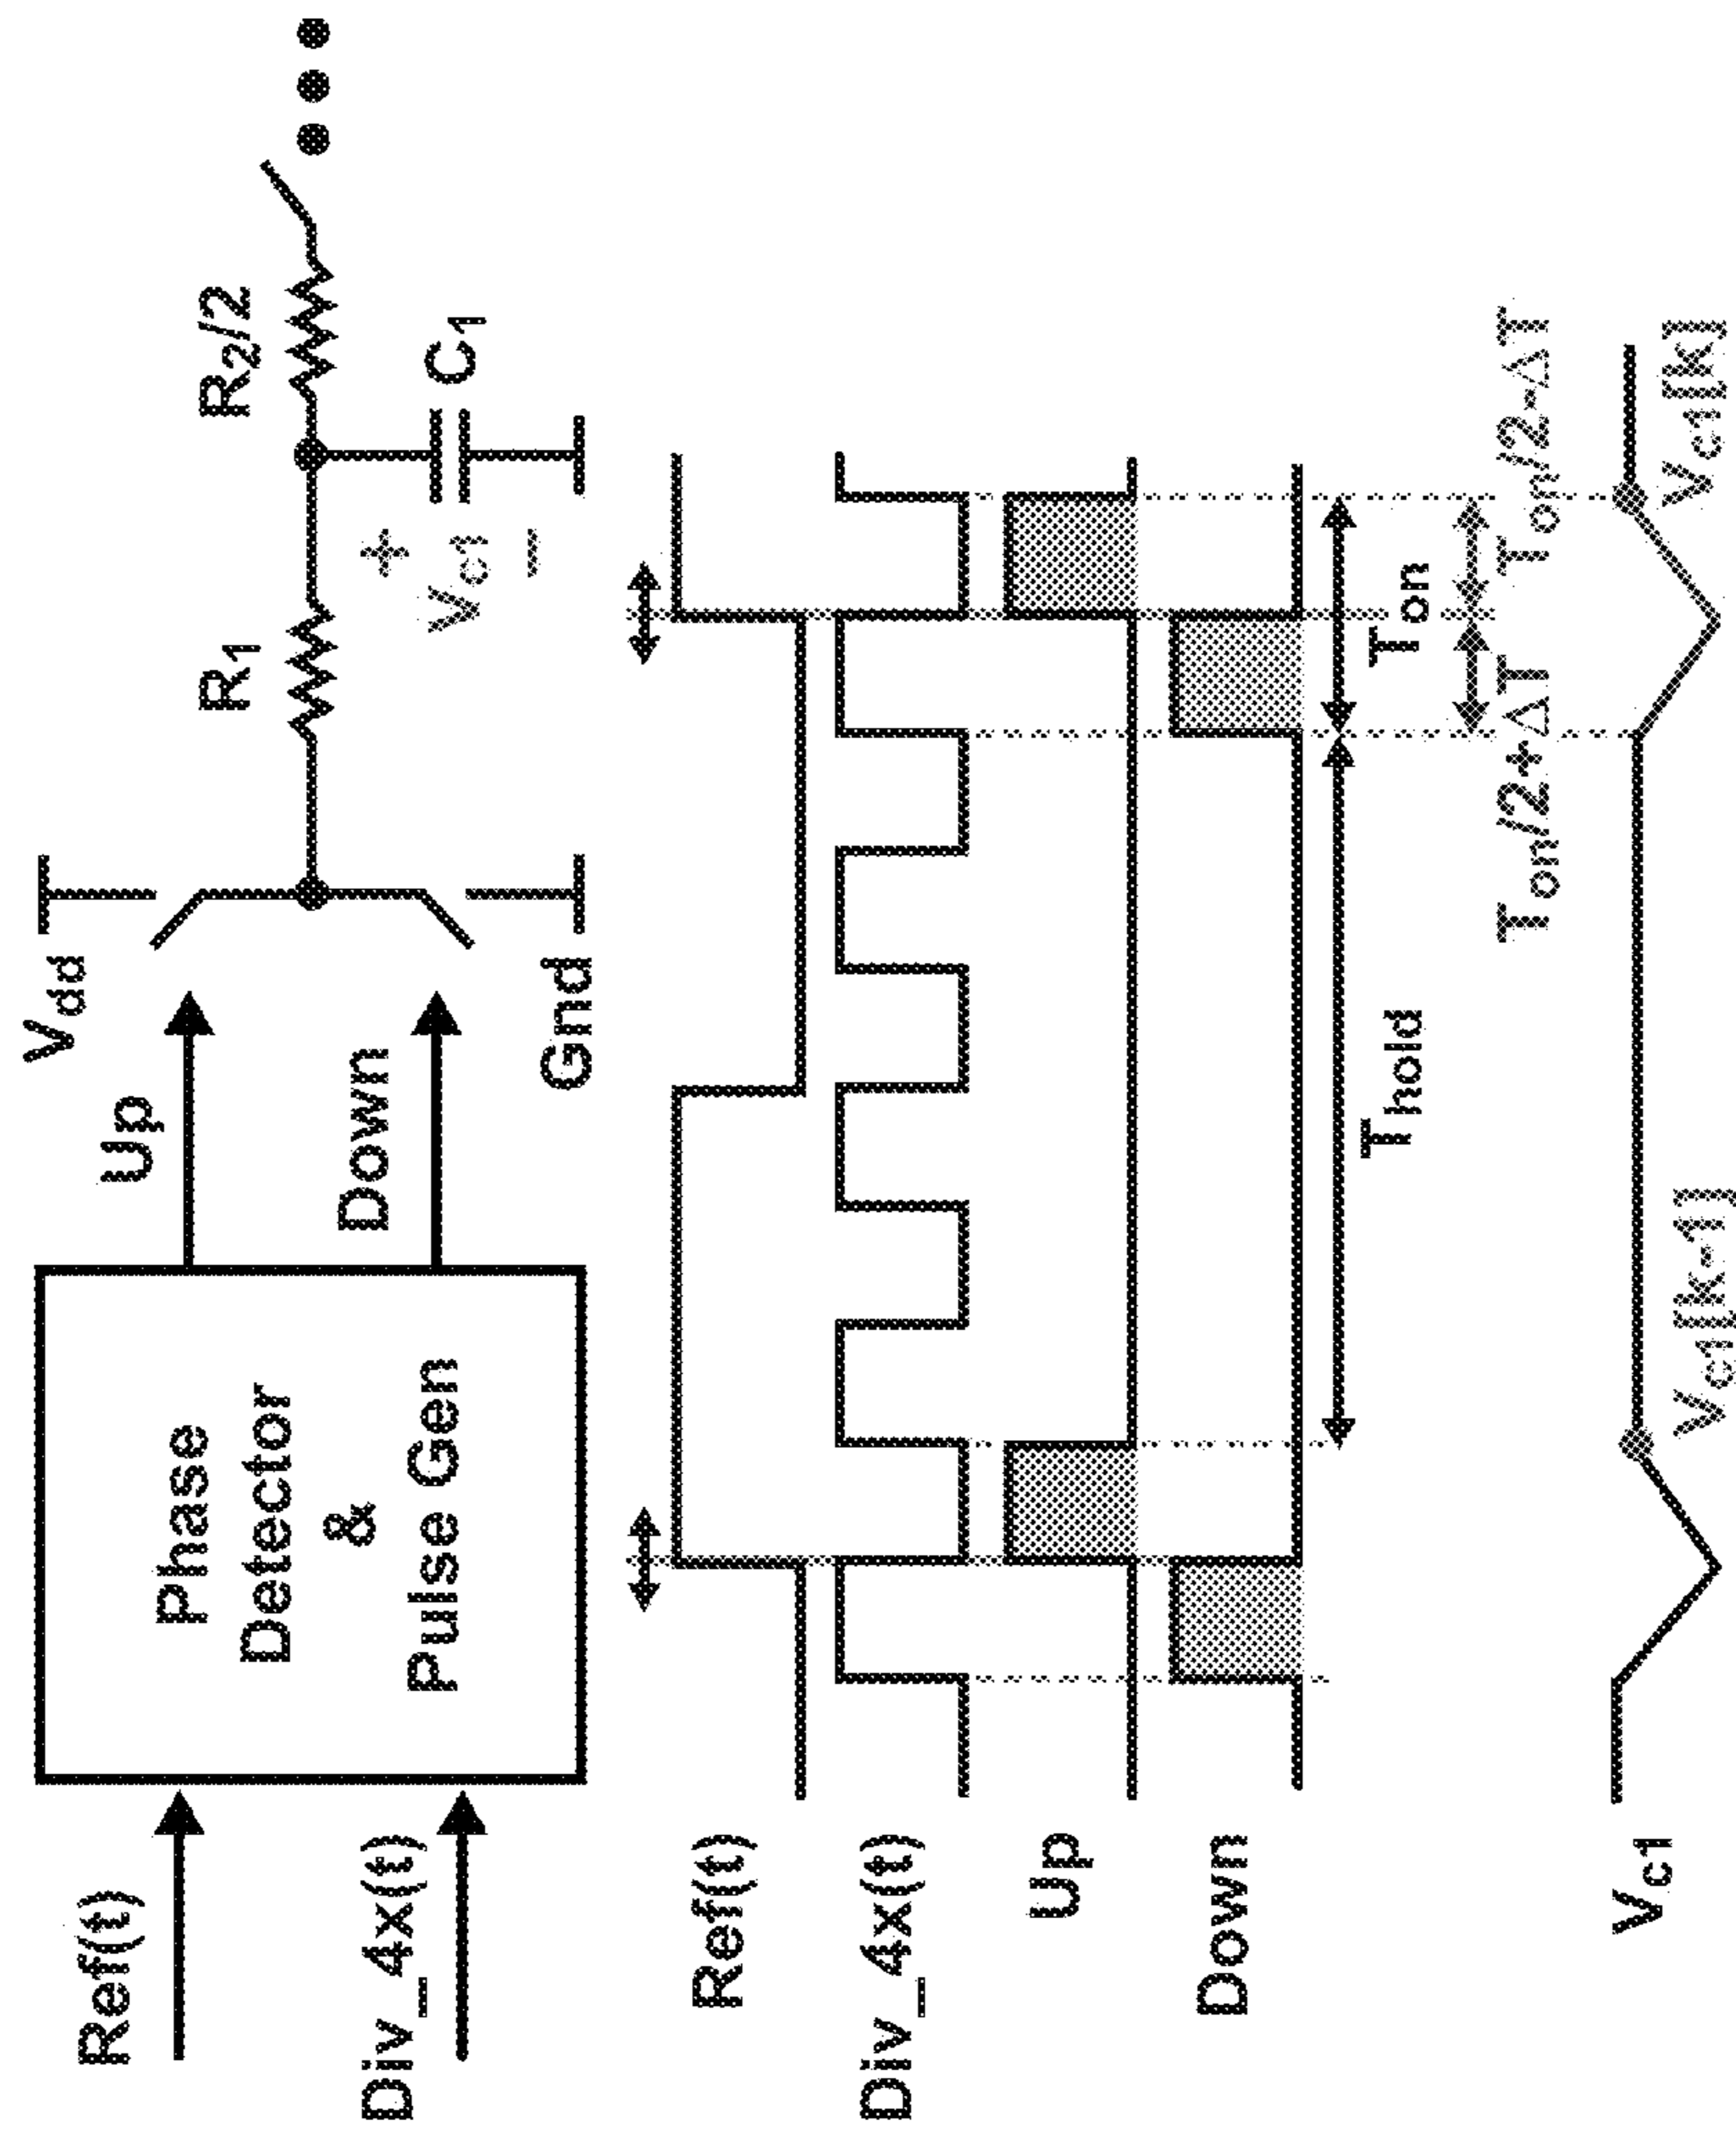 Ref(t)
Div_4x(t)
Phase
Detector
&
Pulse Gen
Up
Down
Vdd
Gnd
R1
R2/2
+
Vc1
−
C1
Ref(t)
Div_4x(t)
Up
Down
Thold
Ton
Ton/2+ΔT
Ton/2-ΔT
Vc1
Vc1[k-1]
Vc1[k]